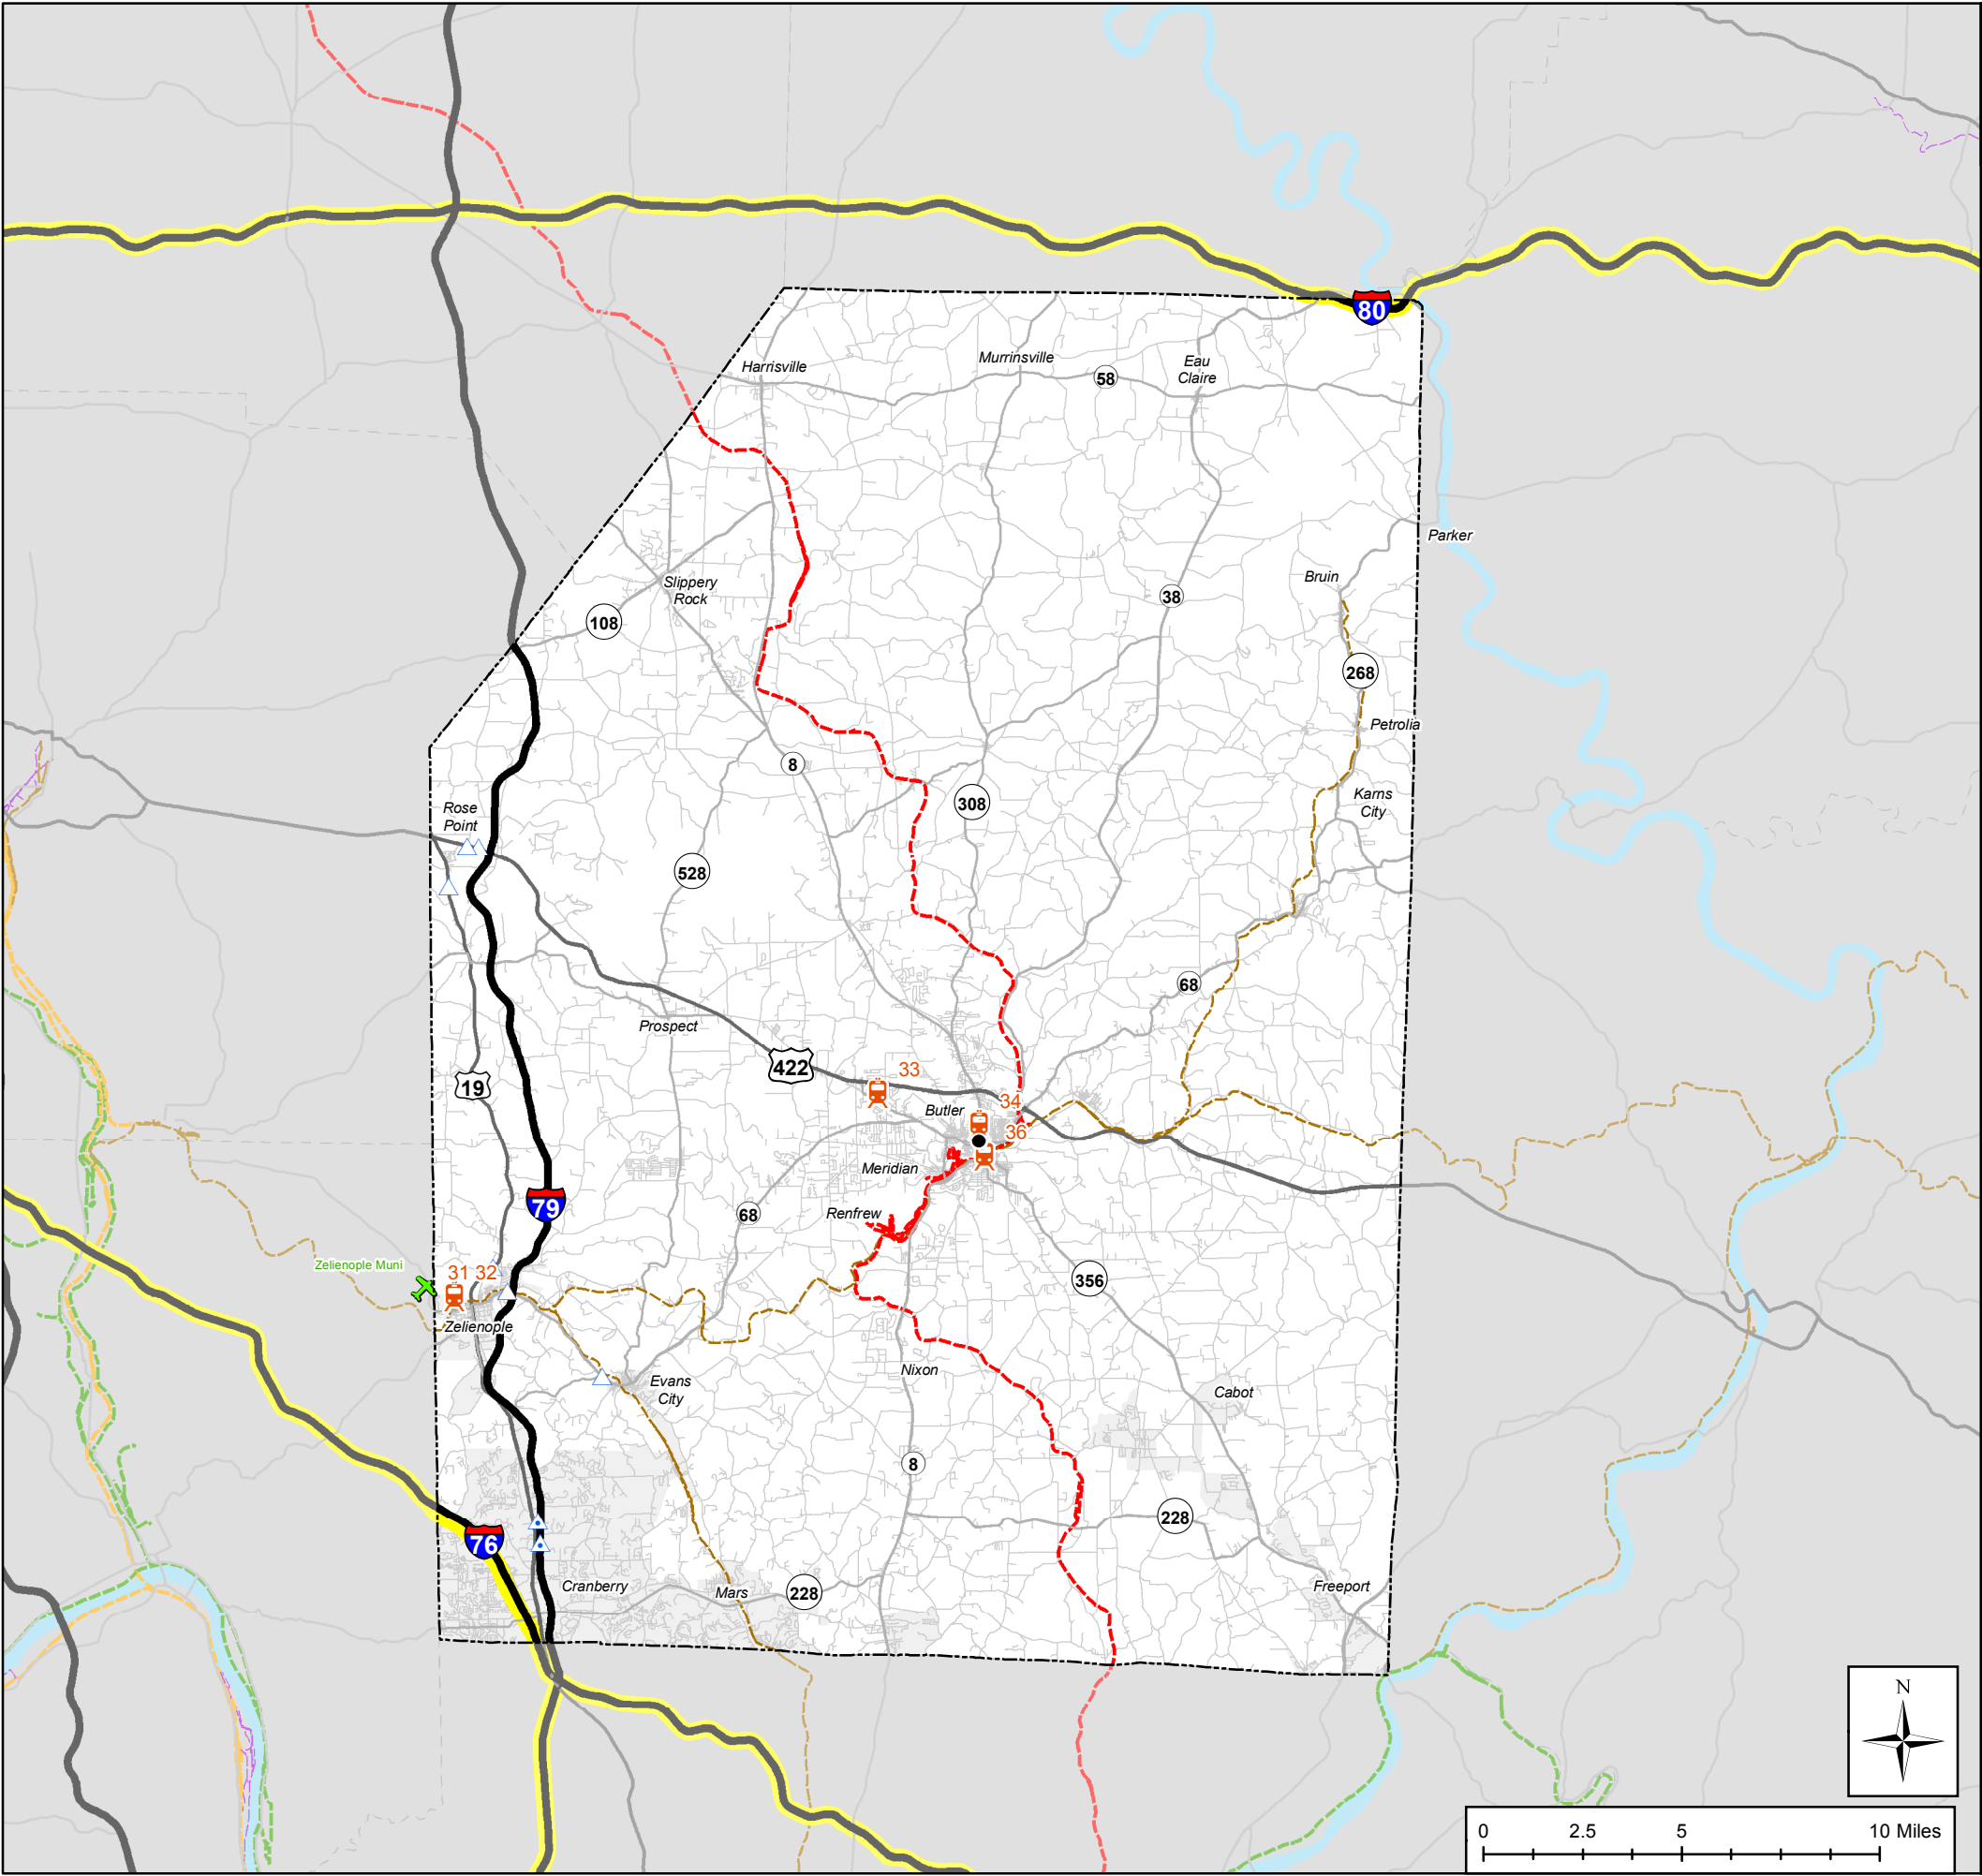 80
Harrisville
Murrinsville
Eau
Claire
58
Parker
Bruin
Slippery
Rock
38
108
268
Petrolia
8
Karns
City
308
Rose
Point
528
68
Prospect
422
33
19
34
Butler
36
Meridian
79
68
Renfrew
Zelienople Muni
31
32
356
Zelienople
Nixon
Evans
City
Cabot
8
228
76
Cranberry
Mars
228
Freeport
N
0 2.5 5 10 Miles